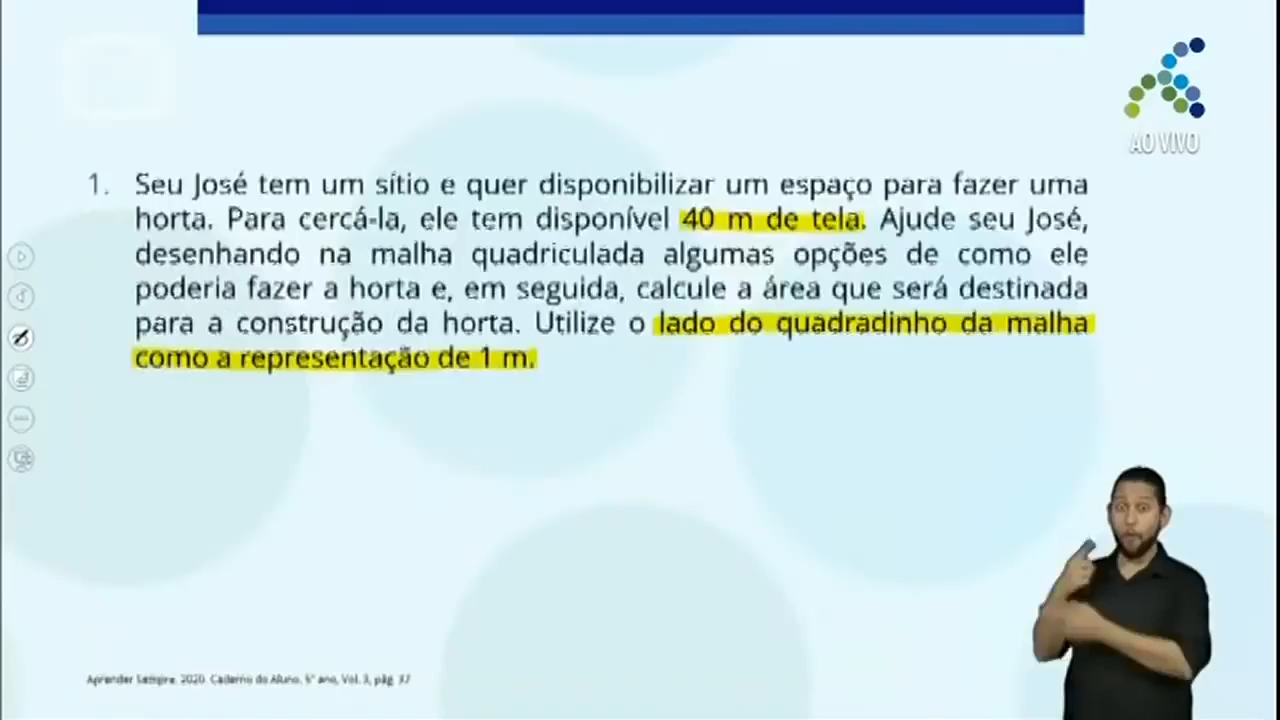 AO VIVO
1. Seu José tem um sítio e quer disponibilizar um espaço para fazer uma
horta. Para cercá-la, ele tem disponível 40 m de tela. Ajude seu José,
desenhando na malha quadriculada algumas opções de como ele
poderia fazer a horta e, em seguida, calcule a área que será destinada
para a construção da horta. Utilize o lado do quadradinho da malha
como a representação de 1 m.
Aprender Sempre, 2020. Caderno do Aluno, 6° ano, Vol. 3, pág. 37